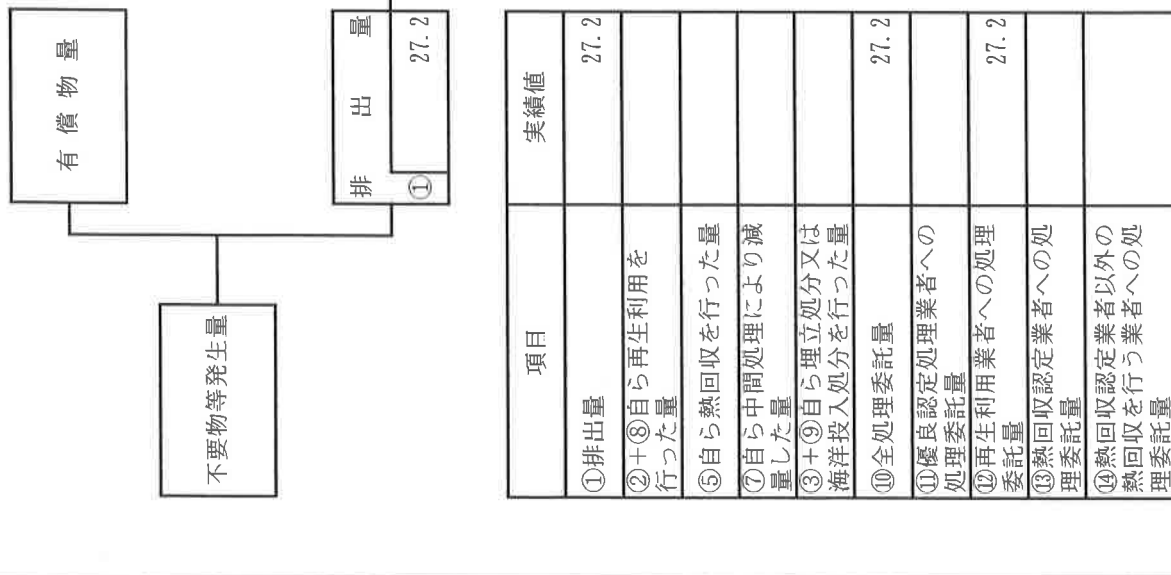 有償物量
不要物等発生量
排出量
① 27.2
項目 実績値
①排出量 27.2
②+⑧自ら再生利用を
行った量
⑤自ら熱回収を行った量
⑦自ら中間処理により減
量した量
③+⑨自ら埋立処分又は
海洋投入処分を行った量
⑩全処理委託量 27.2
⑪優良認定処理業者への
処理委託量
⑫再生利用業者への処理
委託量 27.2
⑬熱回収認定業者への処
理委託量
⑭熱回収認定業者以外の
熱回収を行う業者への処
理委託量